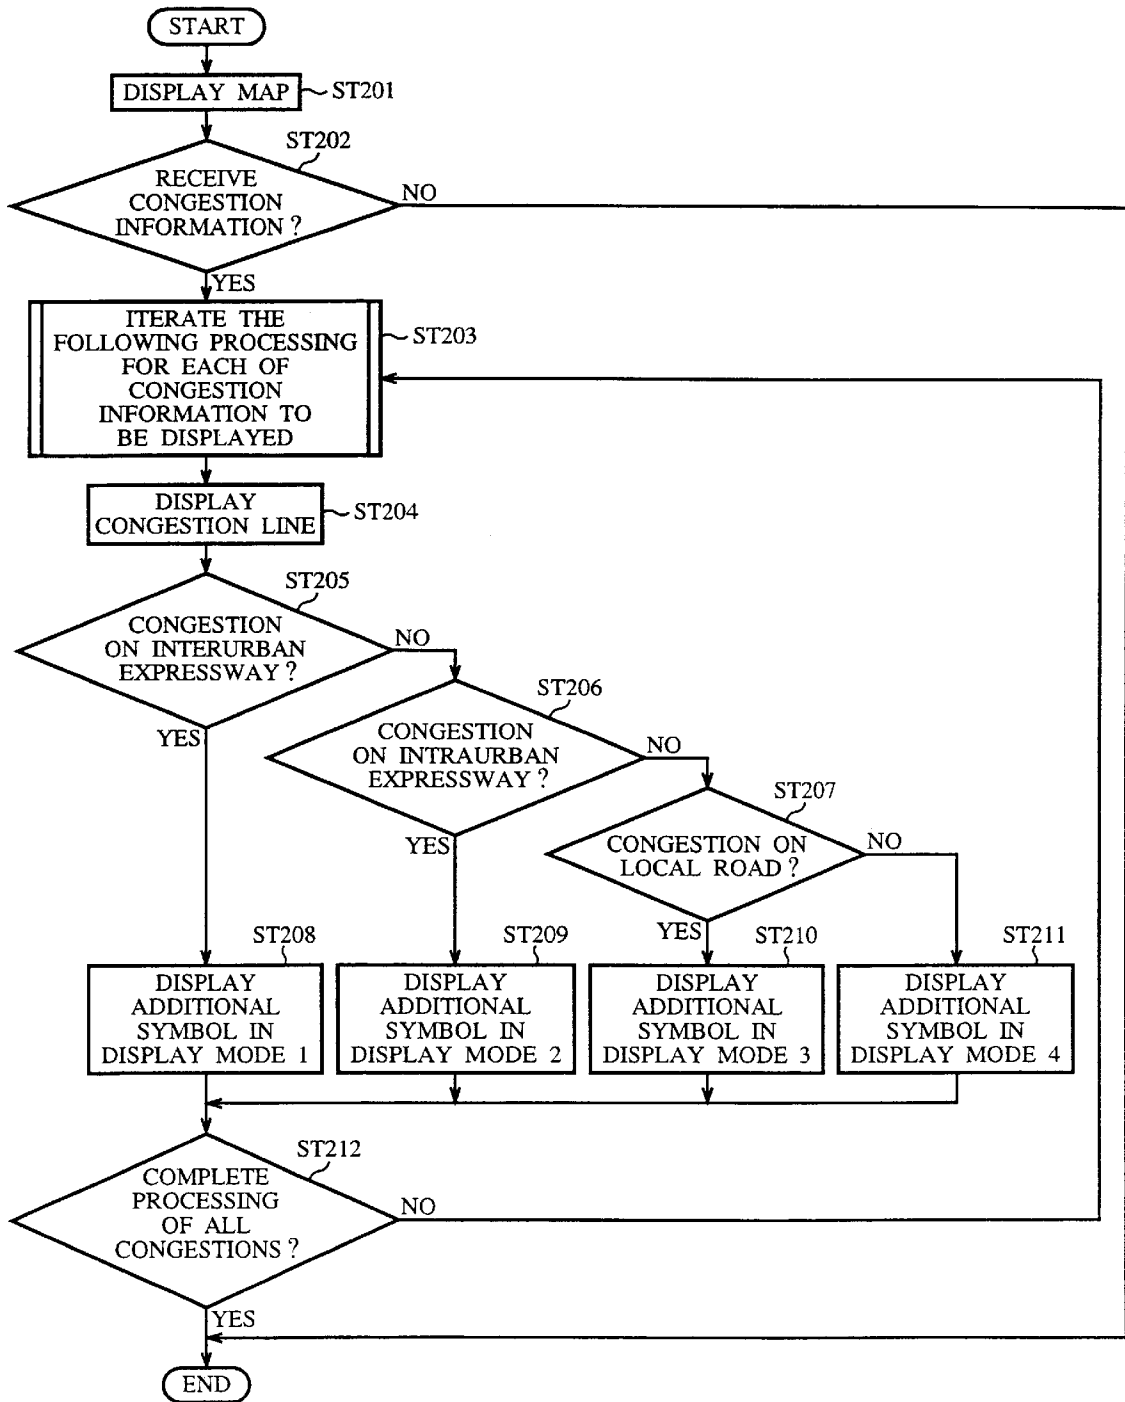 START
DISPLAY MAP
ST201
ST202
RECEIVE
CONGESTION
INFORMATION ?
NO
YES
ITERATE THE
FOLLOWING PROCESSING
FOR EACH OF
CONGESTION
INFORMATION TO
BE DISPLAYED
ST203
DISPLAY
CONGESTION LINE
ST204
ST205
CONGESTION
ON INTERURBAN
EXPRESSWAY ?
NO
YES
ST206
CONGESTION
ON INTRAURBAN
EXPRESSWAY ?
NO
YES
ST207
CONGESTION ON
LOCAL ROAD ?
NO
YES
ST208
DISPLAY
ADDITIONAL
SYMBOL IN
DISPLAY MODE 1
ST209
DISPLAY
ADDITIONAL
SYMBOL IN
DISPLAY MODE 2
ST210
DISPLAY
ADDITIONAL
SYMBOL IN
DISPLAY MODE 3
ST211
DISPLAY
ADDITIONAL
SYMBOL IN
DISPLAY MODE 4
ST212
COMPLETE
PROCESSING
OF ALL
CONGESTIONS ?
NO
YES
END